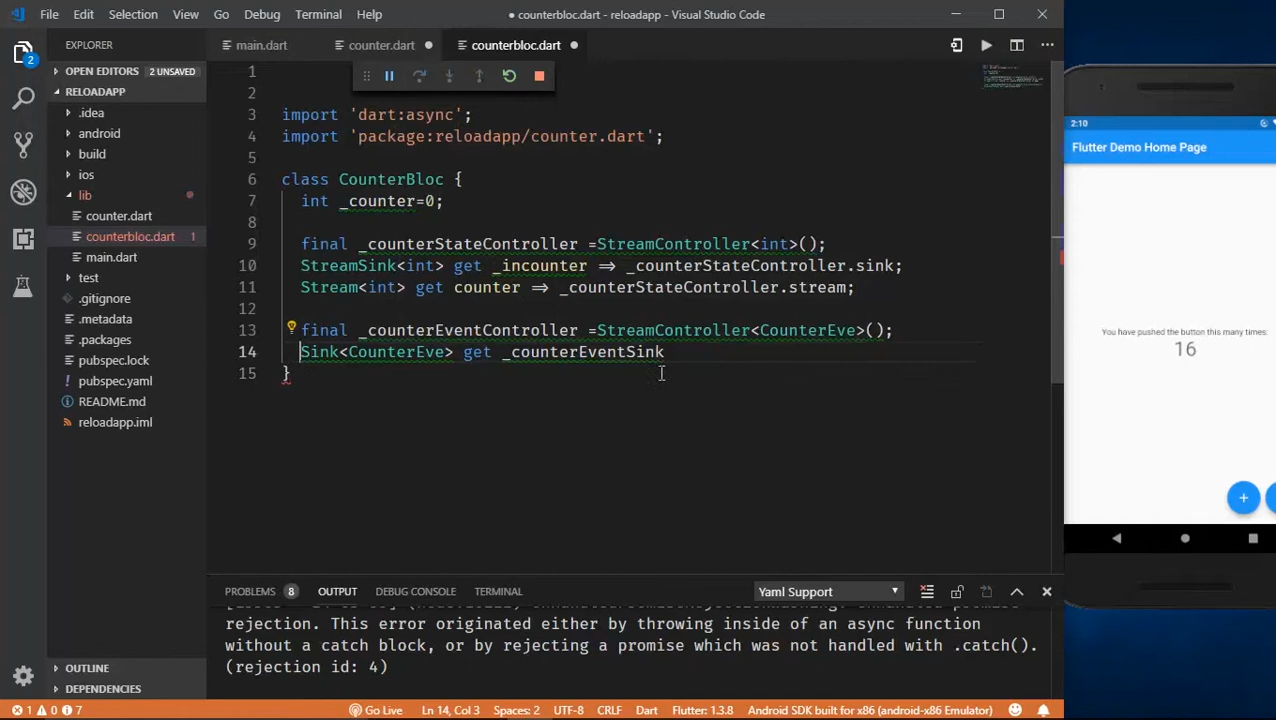 File Edit Selection View Go Debug Terminal Help
● counterbloc.dart - reloadapp - Visual Studio Code
2
EXPLORER
main.dart counter.dart ● counterbloc.dart ●
OPEN EDITORS 2 UNSAVED
RELOADAPP
.idea
android
build
ios
lib
counter.dart
counterbloc.dart 1
main.dart
test
.gitignore
.metadata
.packages
pubspec.lock
pubspec.yaml
README.md
reloadapp.iml
OUTLINE
DEPENDENCIES
1
2
3 import 'dart:async';
4 import 'package:reloadapp/counter.dart';
5
6 class CounterBloc {
7 int _counter=0;
8
9 final _counterStateController =StreamController<int>();
10 StreamSink<int> get _incounter => _counterStateController.sink;
11 Stream<int> get counter => _counterStateController.stream;
12
13 final _counterEventController =StreamController<CounterEve>();
14 Sink<CounterEve> get _counterEventSink
15 }
PROBLEMS 8 OUTPUT DEBUG CONSOLE TERMINAL
Yaml Support
rejection. This error originated either by throwing inside of an async function
without a catch block, or by rejecting a promise which was not handled with .catch().
(rejection id: 4)
1 0 7
Go Live Ln 14, Col 3 Spaces: 2 UTF-8 CRLF Dart Flutter: 1.3.8 Android SDK built for x86 (android-x86 Emulator)
2:10
Flutter Demo Home Page
You have pushed the button this many times:
16
+